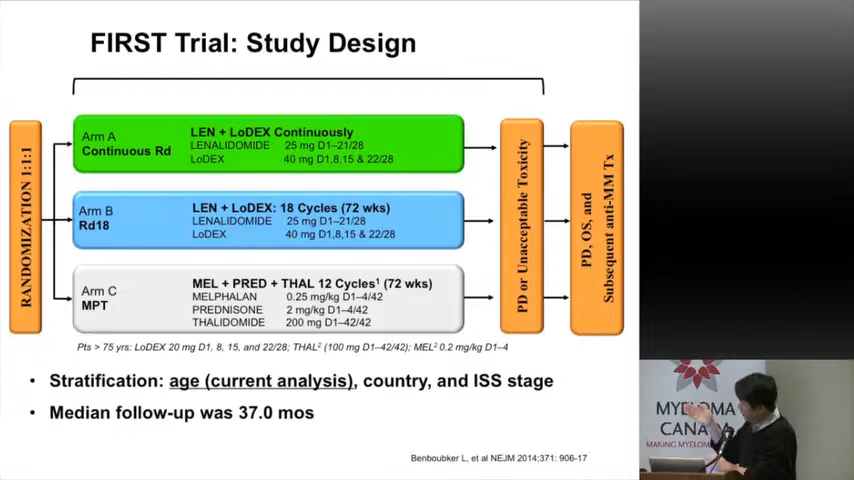 FIRST Trial: Study Design
RANDOMIZATION 1:1:1
Arm A
Continuous Rd
LEN + LoDEX Continuously
LENALIDOMIDE 25 mg D1–21/28
LoDEX 40 mg D1,8,15 & 22/28
Arm B
Rd18
LEN + LoDEX: 18 Cycles (72 wks)
LENALIDOMIDE 25 mg D1–21/28
LoDEX 40 mg D1,8,15 & 22/28
Arm C
MPT
MEL + PRED + THAL 12 Cycles¹ (72 wks)
MELPHALAN 0.25 mg/kg D1–4/42
PREDNISONE 2 mg/kg D1–4/42
THALIDOMIDE 200 mg D1–42/42
PD or Unacceptable Toxicity
PD, OS, and
Subsequent anti-MM Tx
Pts > 75 yrs: LoDEX 20 mg D1, 8, 15, and 22/28; THAL² (100 mg D1–42/42); MEL² 0.2 mg/kg D1–4
• Stratification: age (current analysis), country, and ISS stage
• Median follow-up was 37.0 mos
Benboubker L, et al NEJM 2014;371: 906-17
MYELOMA
CANADA
MAKING MYELOM